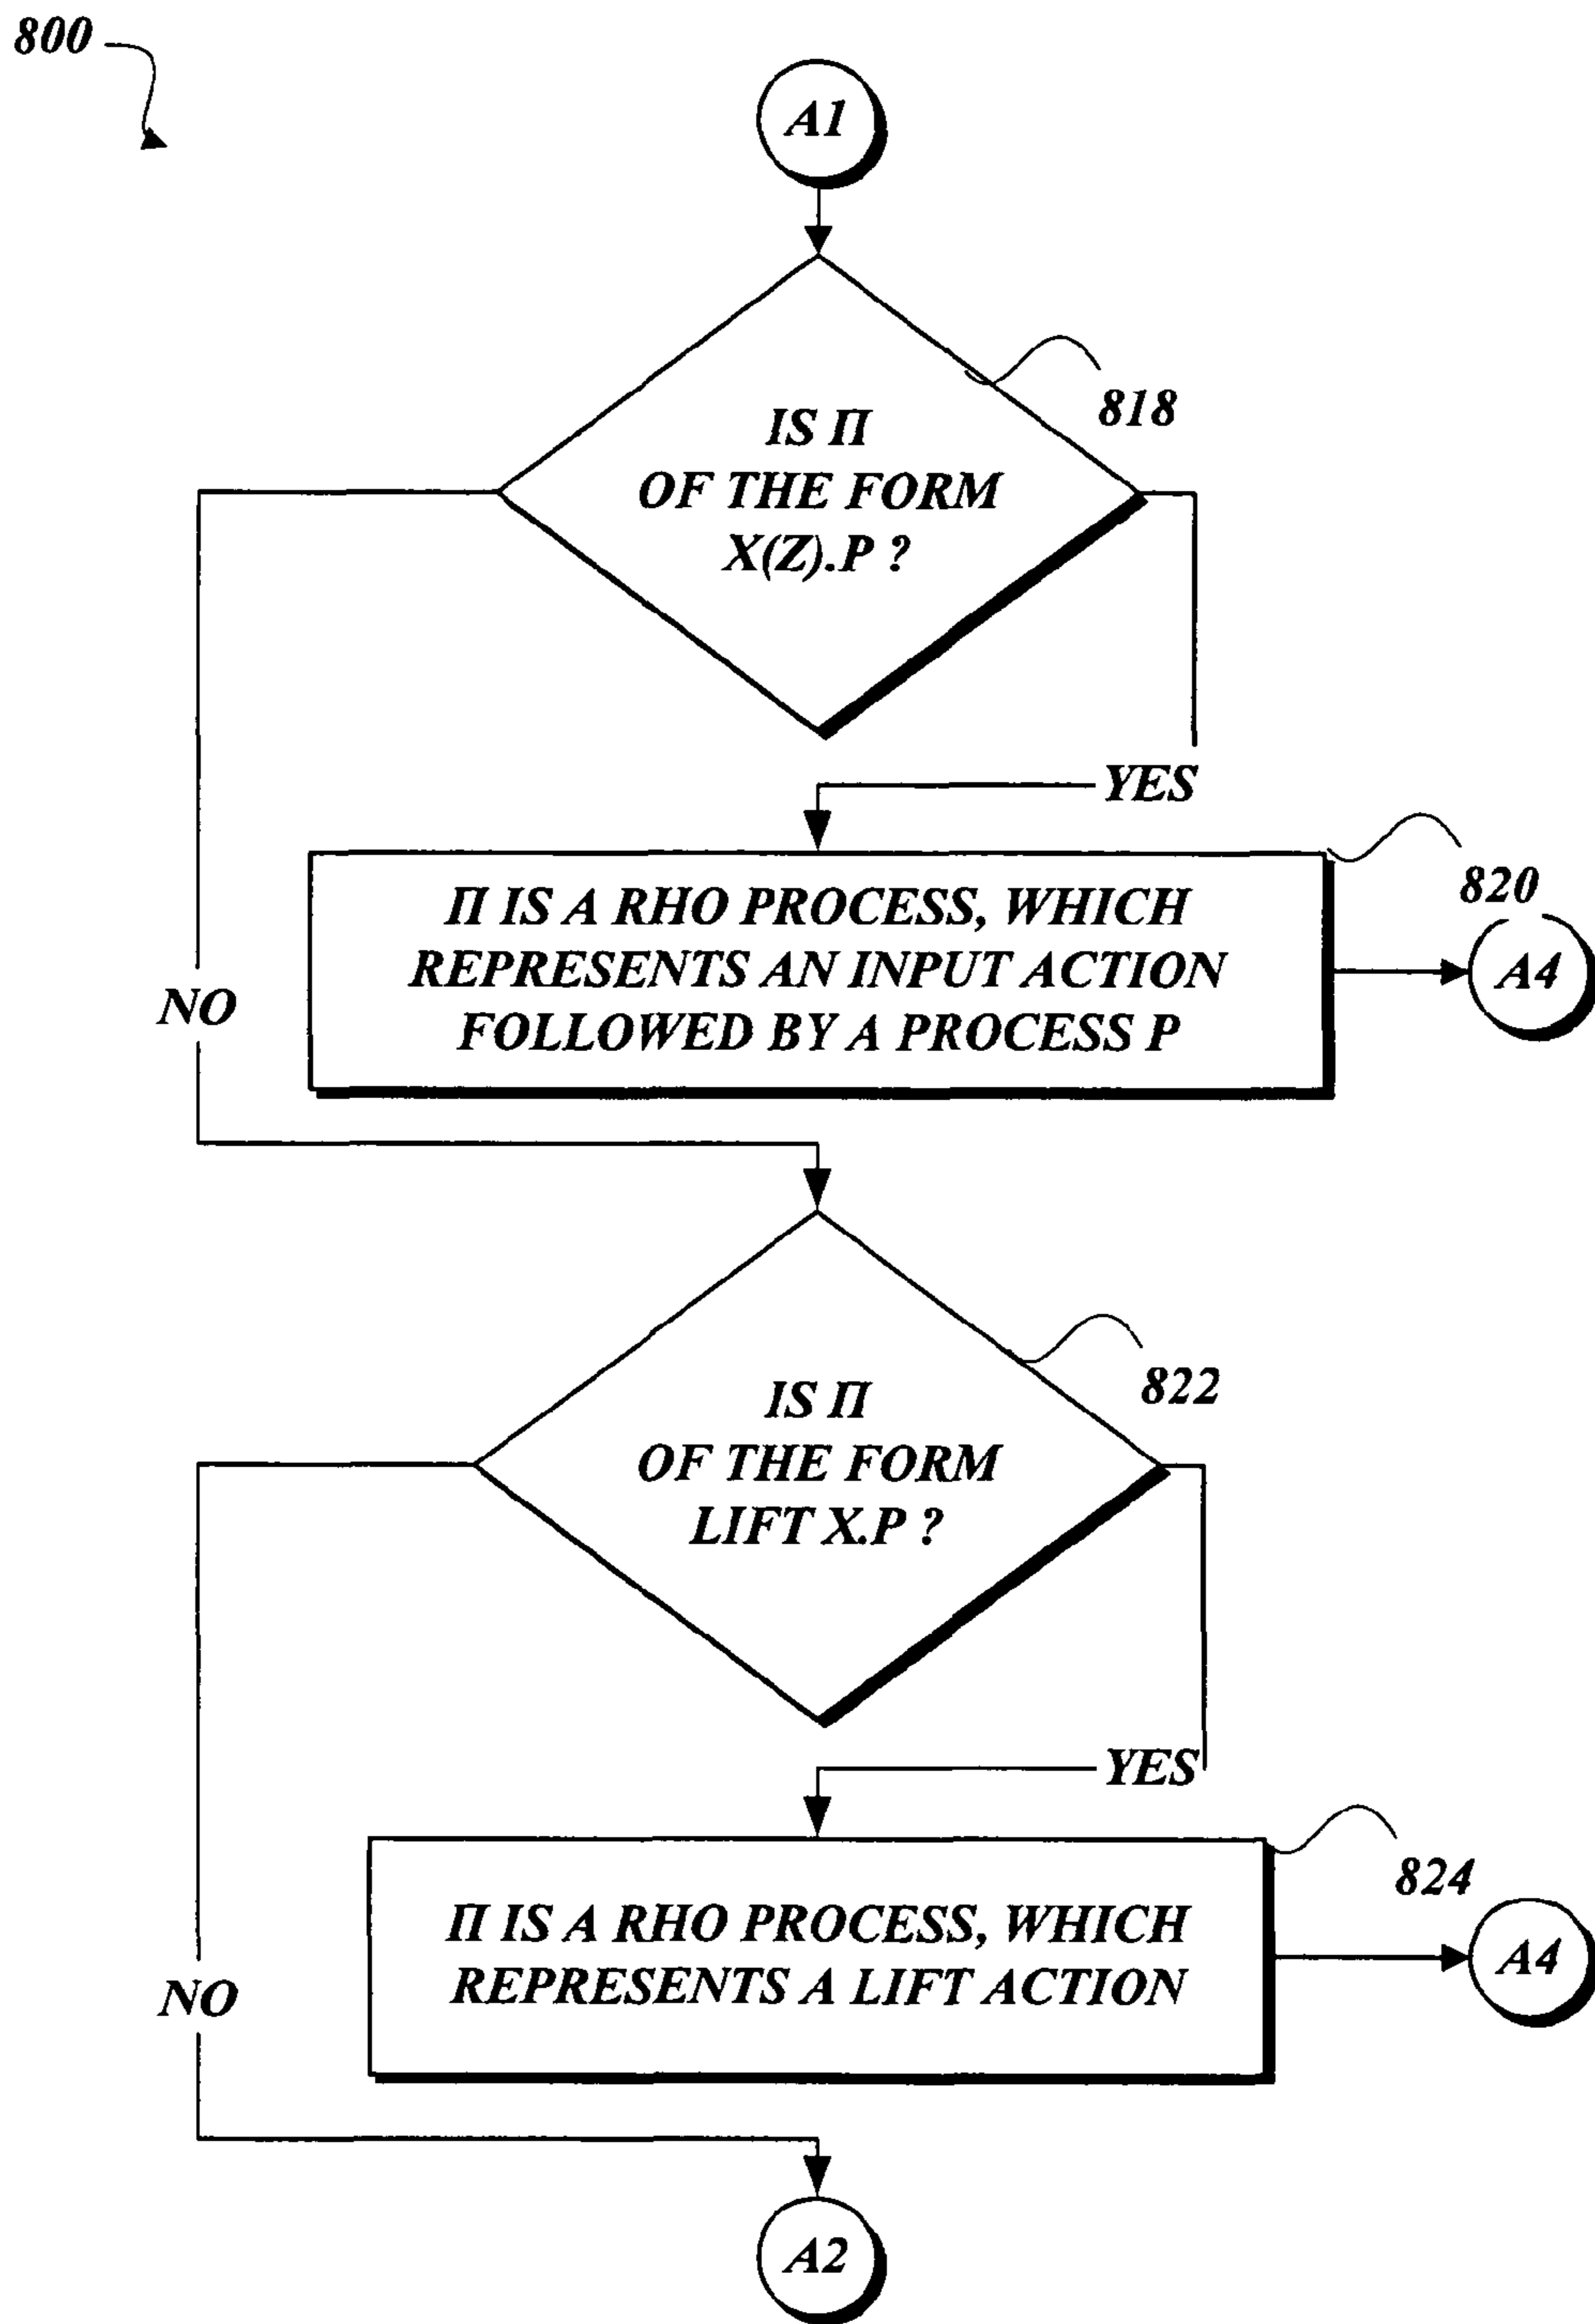 800
A1
818
IS Π
OF THE FORM
X(Z).P ?
YES
820
Π IS A RHO PROCESS, WHICH
REPRESENTS AN INPUT ACTION
FOLLOWED BY A PROCESS P
A4
NO
822
IS Π
OF THE FORM
LIFT X.P ?
YES
824
Π IS A RHO PROCESS, WHICH
REPRESENTS A LIFT ACTION
A4
NO
A2